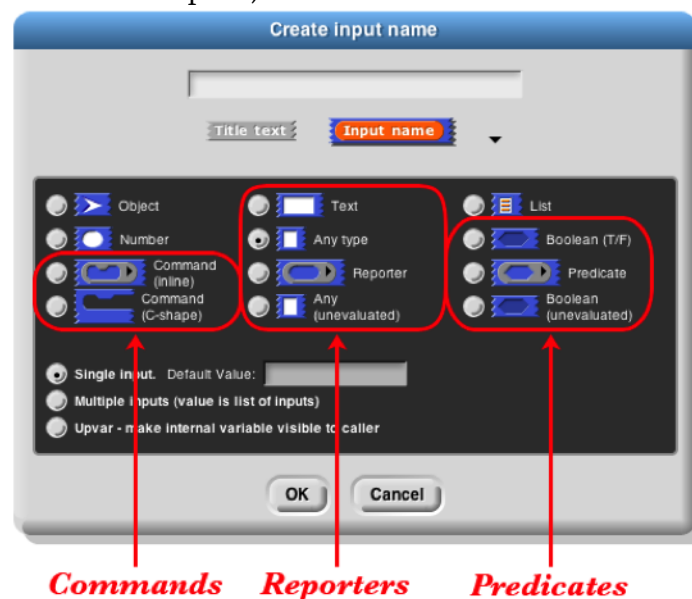 Create input name
Title text Input name
Object Text List
Number Any type Boolean (T/F)
Command (inline) Reporter Predicate
Command (C-shape) Any (unevaluated) Boolean (unevaluated)
Single input. Default Value:
Multiple inputs (value is list of inputs)
Upvar - make internal variable visible to caller
OK Cancel
Commands Reporters Predicates